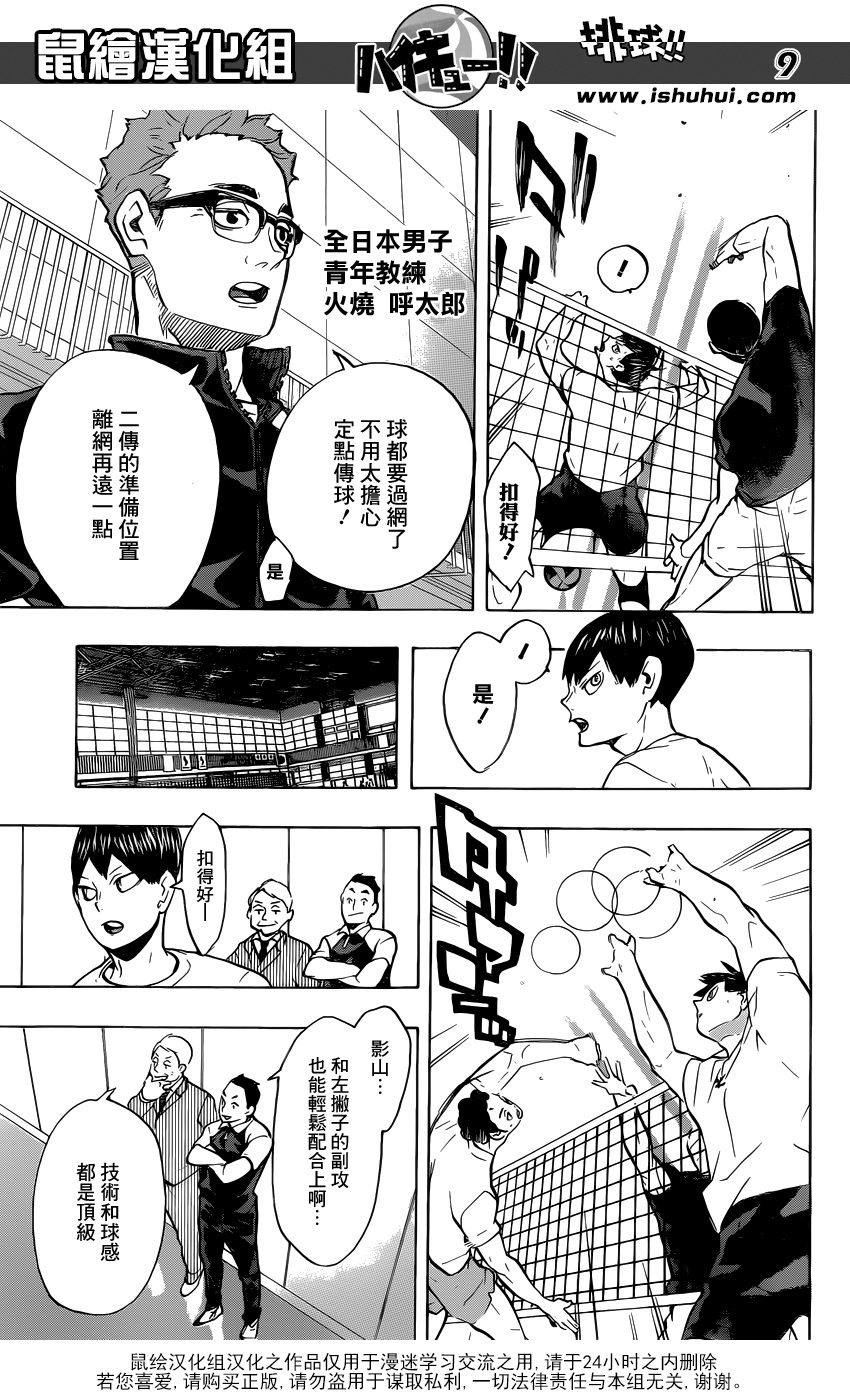 鼠繪漢化組
ハイキュー!!
排球!!
9
www.ishuhui.com
ドッ
!
扣得好!
全日本男子
青年教練
火燒 呼太郎
球都要過網了
不用太擔心
定點傳球!
是
二傳的準備位置
離網再遠一點
!
是!
扣得好—
影山…
和左撇子的副攻
也能輕鬆配合上啊…
技術和球感
都是頂級
鼠绘汉化组汉化之作品仅用于漫迷学习交流之用, 请于24小时之内删除
若您喜爱, 请购买正版, 请勿盗用于谋取私利, 一切法律责任与本组无关, 谢谢。